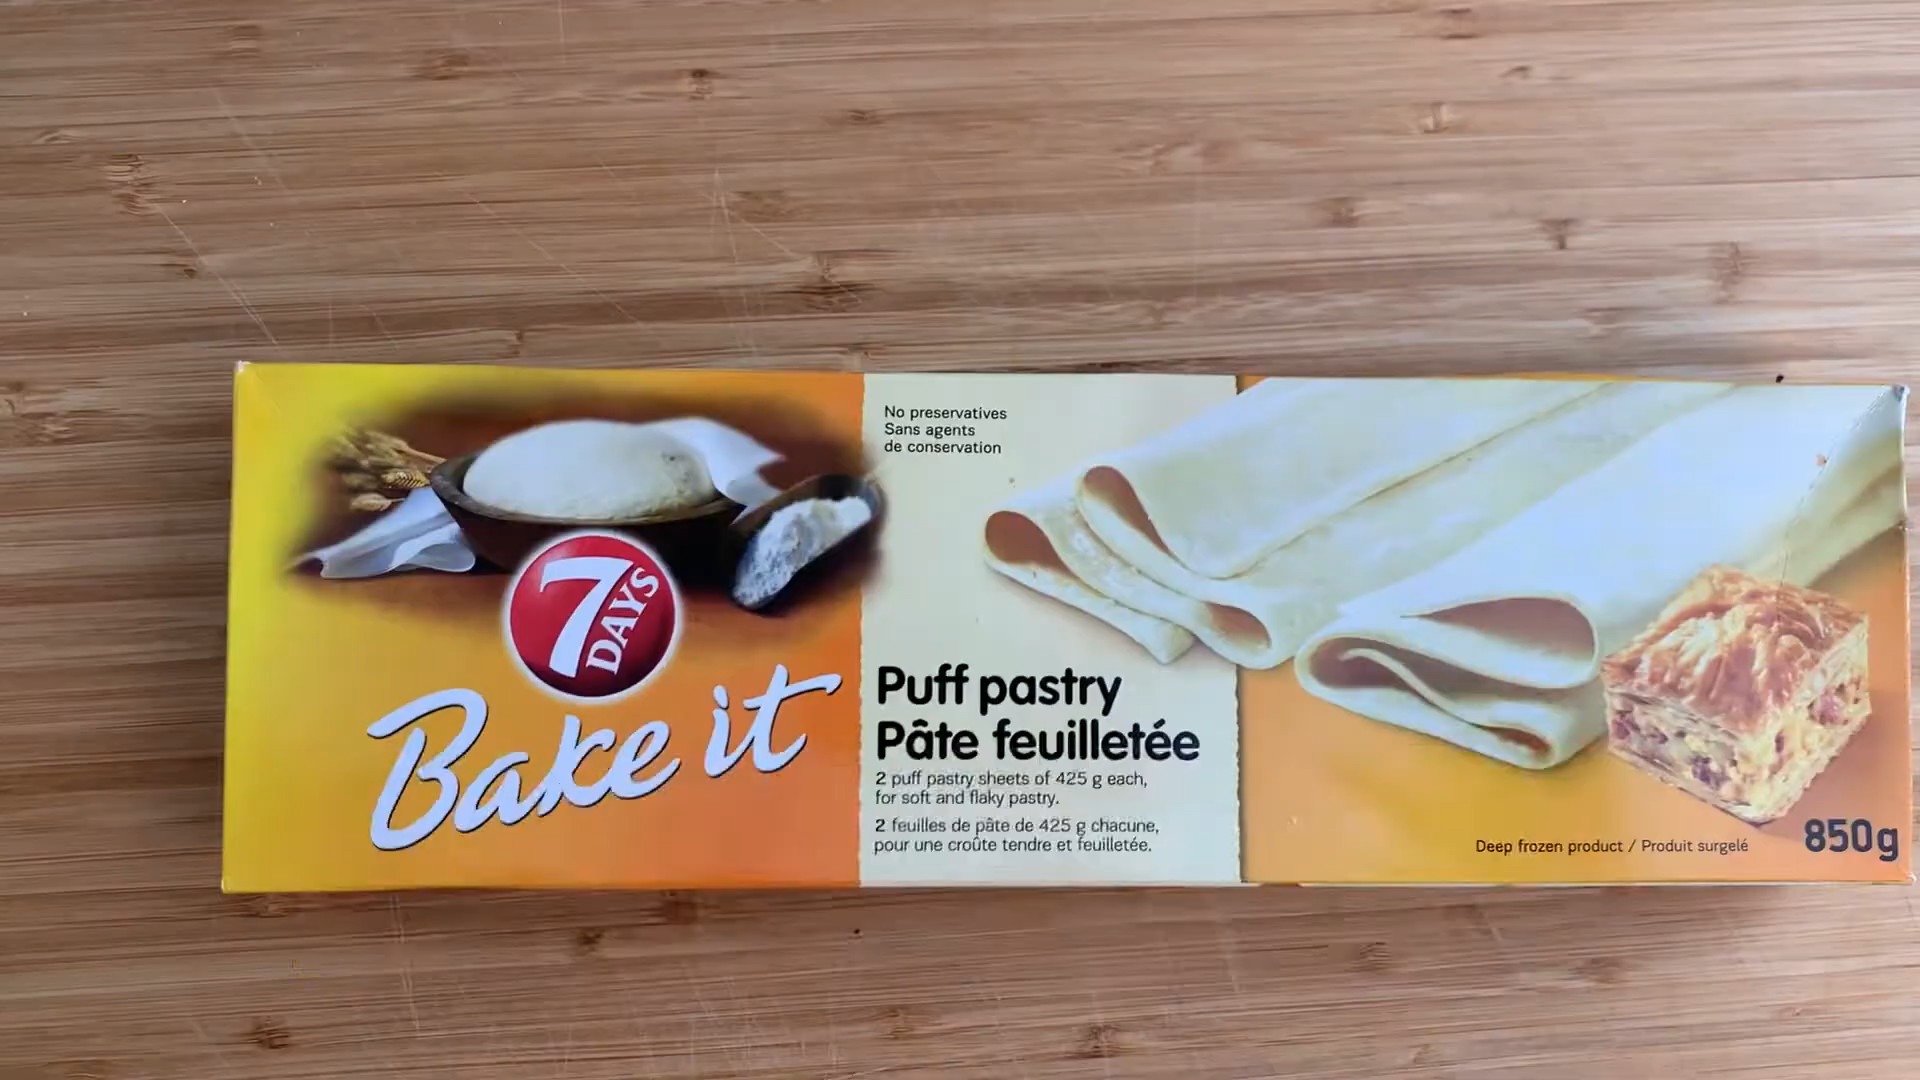 7
DAYS
Bake it
No preservatives
Sans agents
de conservation
Puff pastry
Pâte feuilletée
2 puff pastry sheets of 425 g each,
for soft and flaky pastry.
2 feuilles de pâte de 425 g chacune,
pour une croûte tendre et feuilletée.
Deep frozen product / Produit surgelé
850g